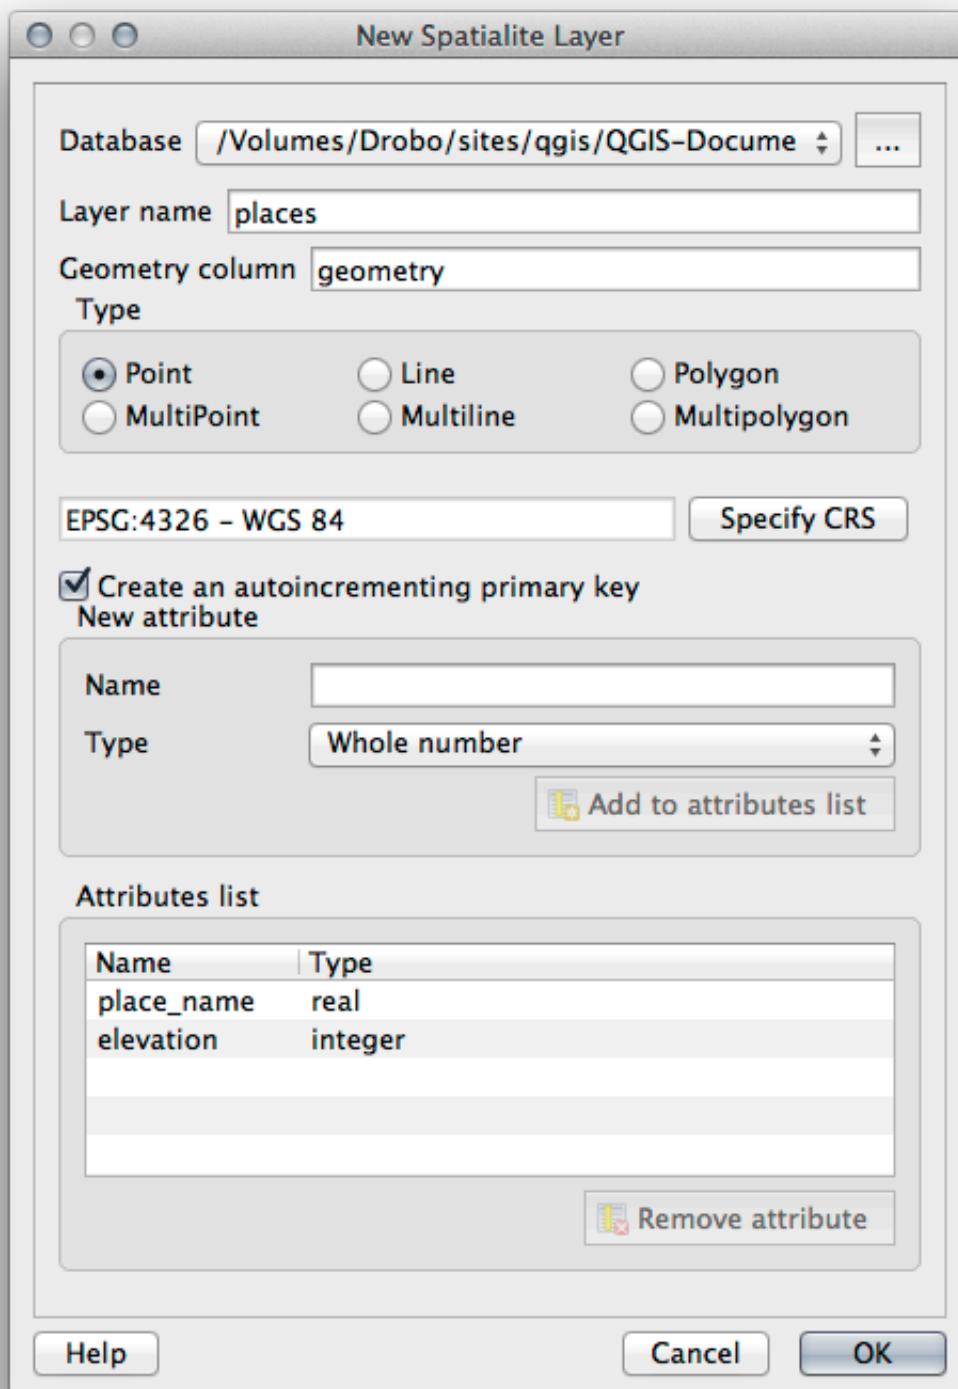 New Spatialite Layer
Database /Volumes/Drobo/sites/qgis/QGIS-Docume ...
Layer name places
Geometry column geometry
Type
Point Line Polygon
MultiPoint Multiline Multipolygon
EPSG:4326 – WGS 84 Specify CRS
Create an autoincrementing primary key
New attribute
Name
Type Whole number
Add to attributes list
Attributes list
Name Type
place_name real
elevation integer
Remove attribute
Help Cancel OK